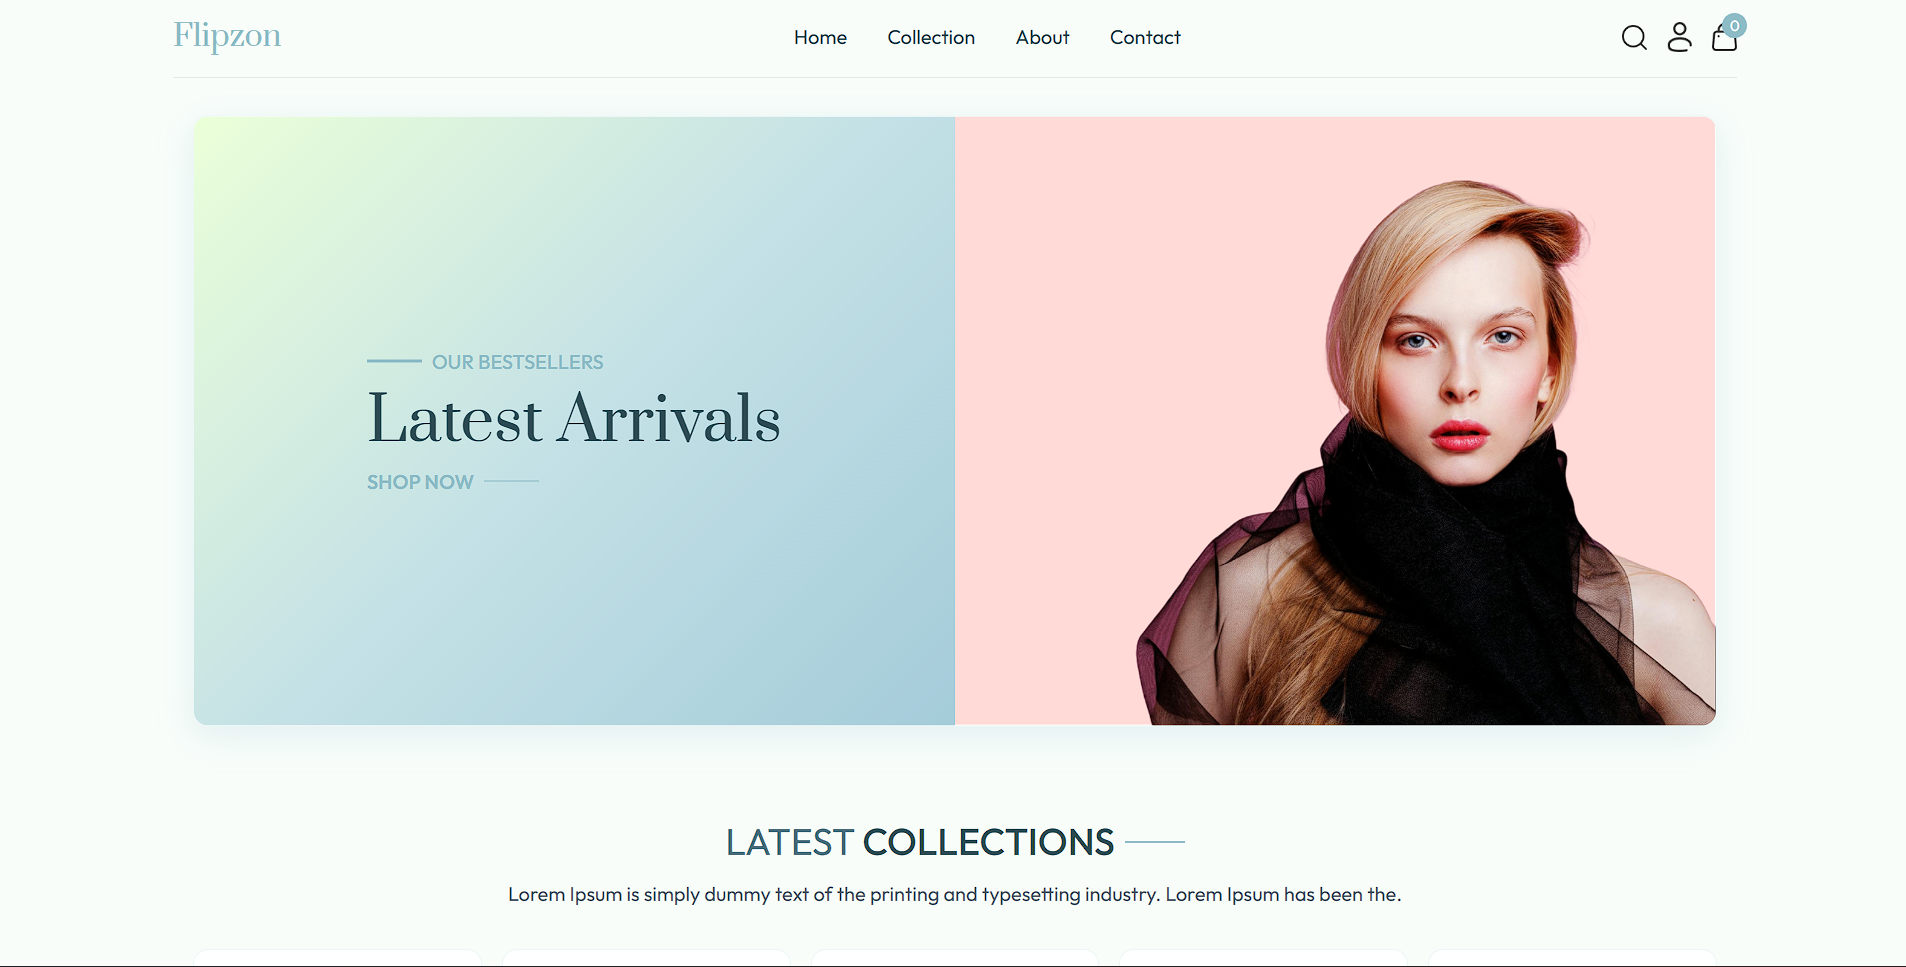 Flipzon
Home Collection About Contact
0
OUR BESTSELLERS
Latest Arrivals
SHOP NOW
LATEST COLLECTIONS
Lorem Ipsum is simply dummy text of the printing and typesetting industry. Lorem Ipsum has been the.